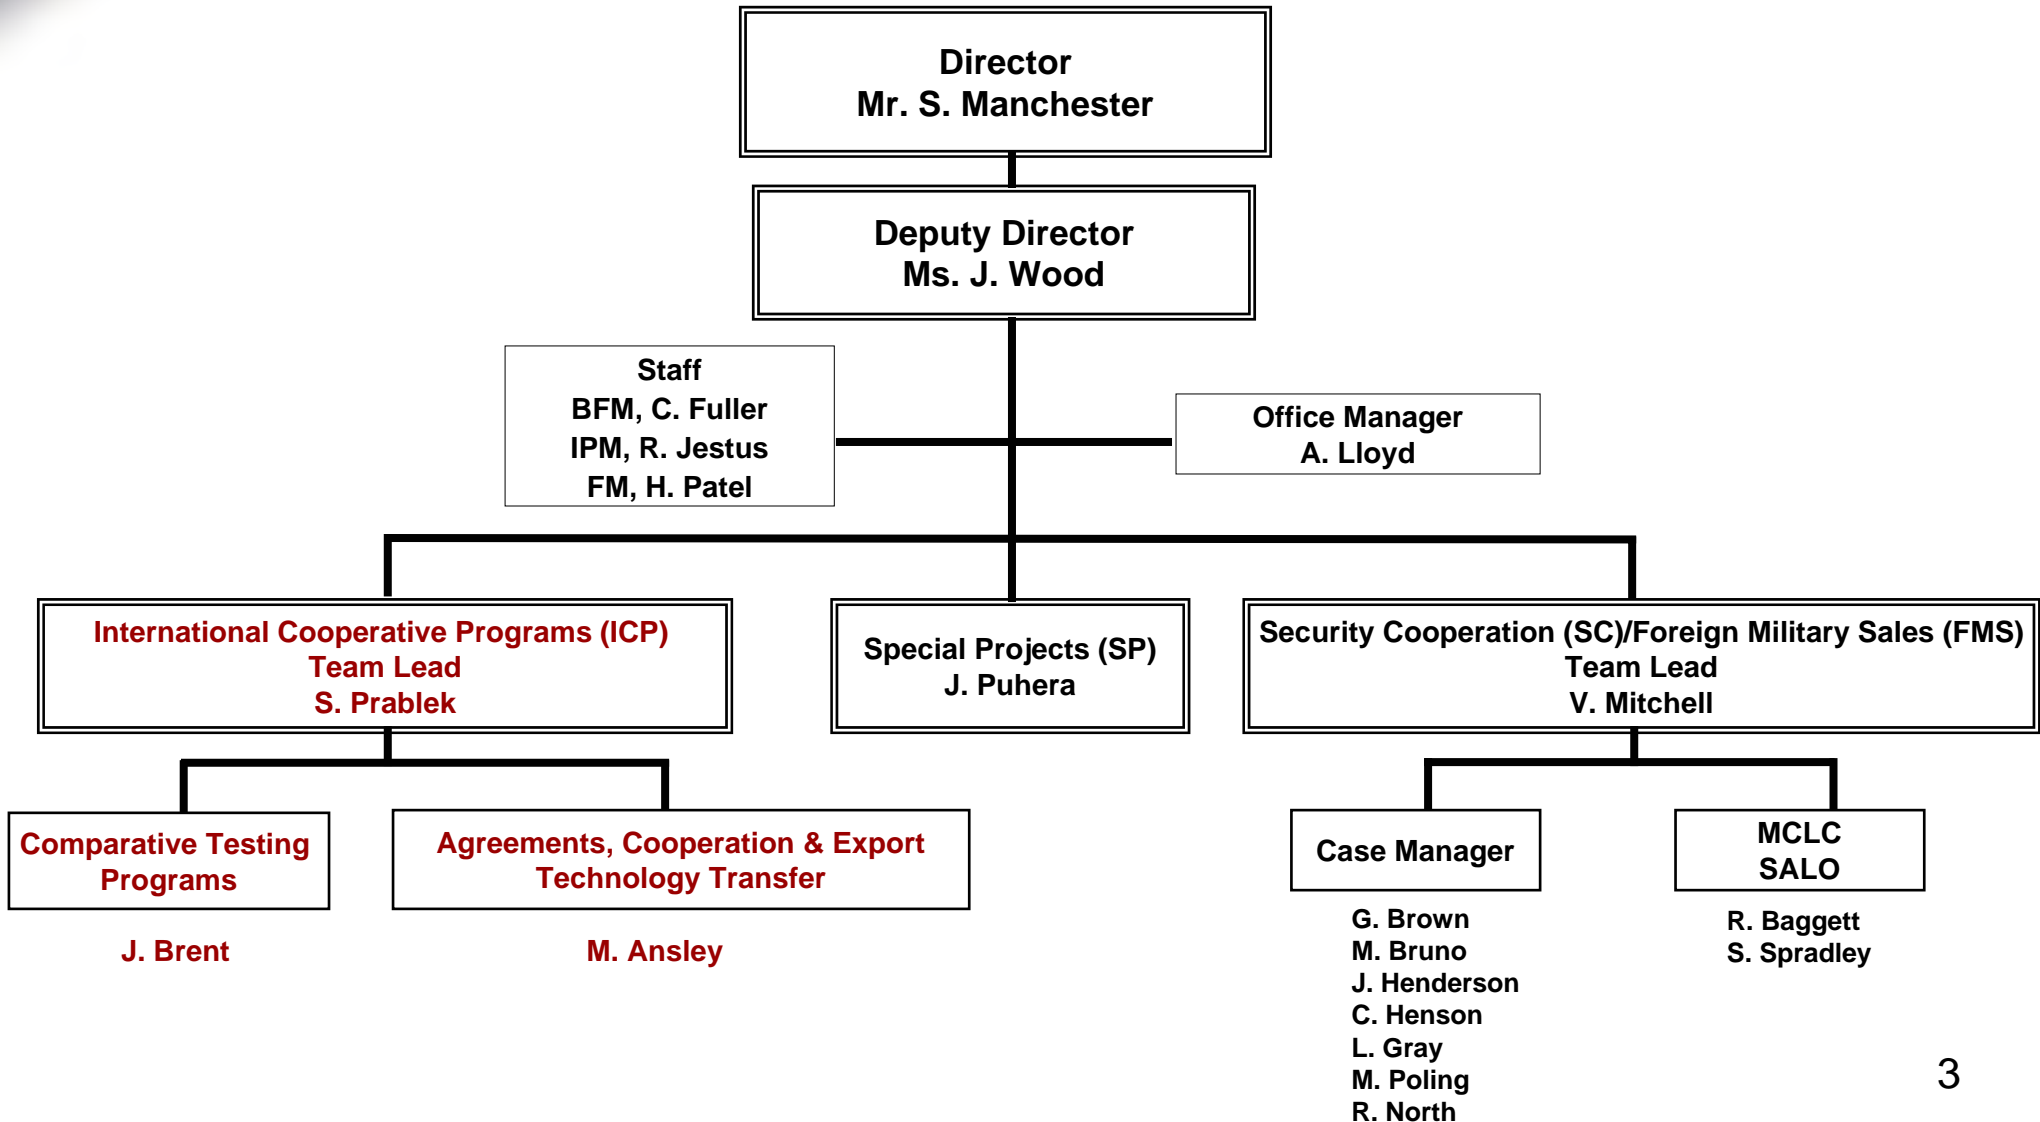 Director
Mr. S. Manchester
Deputy Director
Ms. J. Wood
Staff
BFM, C. Fuller
IPM, R. Jestus
FM, H. Patel
Office Manager
A. Lloyd
International Cooperative Programs (ICP)
Team Lead
S. Prablek
Special Projects (SP)
J. Puhera
Security Cooperation (SC)/Foreign Military Sales (FMS)
Team Lead
V. Mitchell
Comparative Testing
Programs
J. Brent
Agreements, Cooperation & Export
Technology Transfer
M. Ansley
Case Manager
G. Brown
M. Bruno
J. Henderson
C. Henson
L. Gray
M. Poling
R. North
MCLC
SALO
R. Baggett
S. Spradley
3